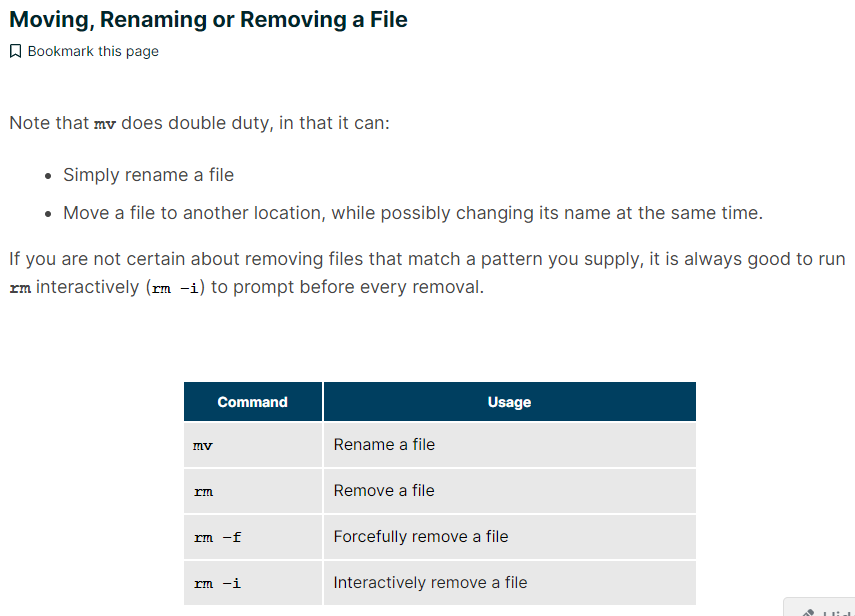 Moving, Renaming or Removing a File
Bookmark this page
Note that mv does double duty, in that it can:
• Simply rename a file
• Move a file to another location, while possibly changing its name at the same time.
If you are not certain about removing files that match a pattern you supply, it is always good to run
rm interactively (rm -i) to prompt before every removal.
Command Usage
mv Rename a file
rm Remove a file
rm -f Forcefully remove a file
rm -i Interactively remove a file